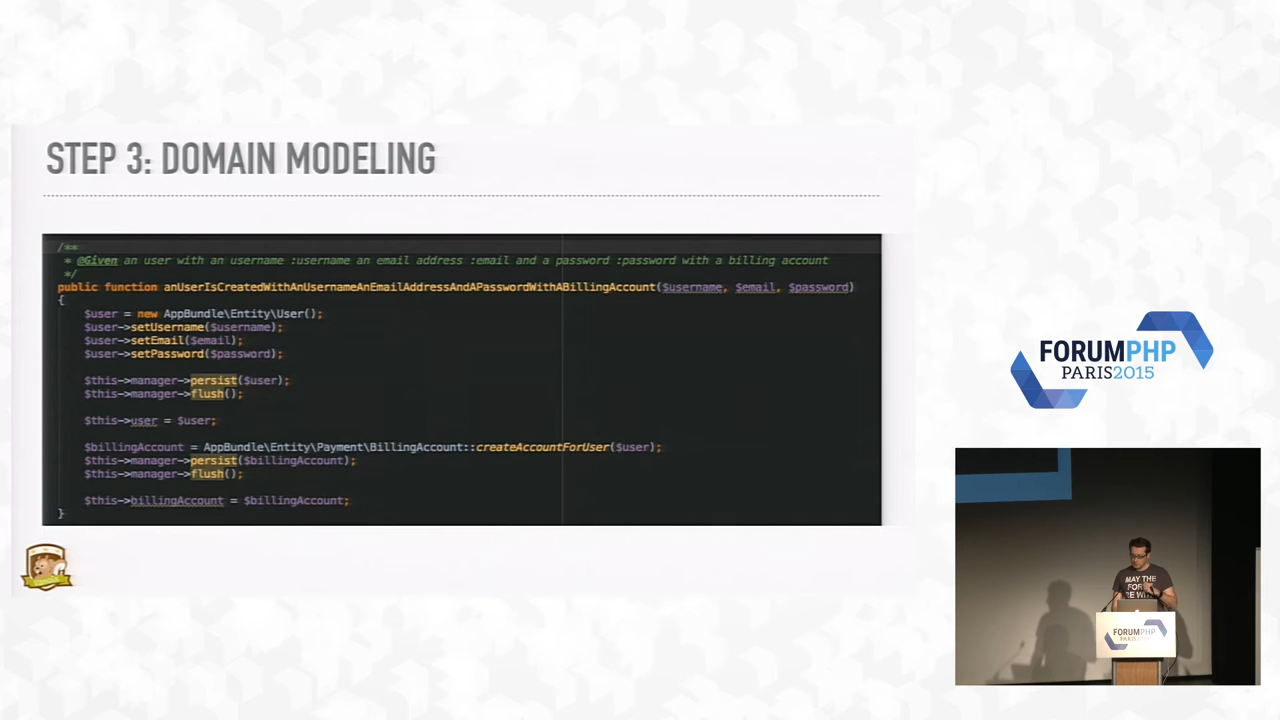 STEP 3: DOMAIN MODELING
/**
 * @Given an user with an username :username an email address :email and a password :password with a billing account
 */
public function anUserIsCreatedWithAnUsernameAnEmailAddressAndAPasswordWithABillingAccount($username, $email, $password)
{
    $user = new AppBundle\Entity\User();
    $user->setUsername($username);
    $user->setEmail($email);
    $user->setPassword($password);
    $this->manager->persist($user);
    $this->manager->flush();
    $this->user = $user;
    $billingAccount = AppBundle\Entity\Payment\BillingAccount::createAccountForUser($user);
    $this->manager->persist($billingAccount);
    $this->manager->flush();
    $this->billingAccount = $billingAccount;
}
FORUMPHP
PARIS2015
MAY THE
FORUMPHP
PARIS2015